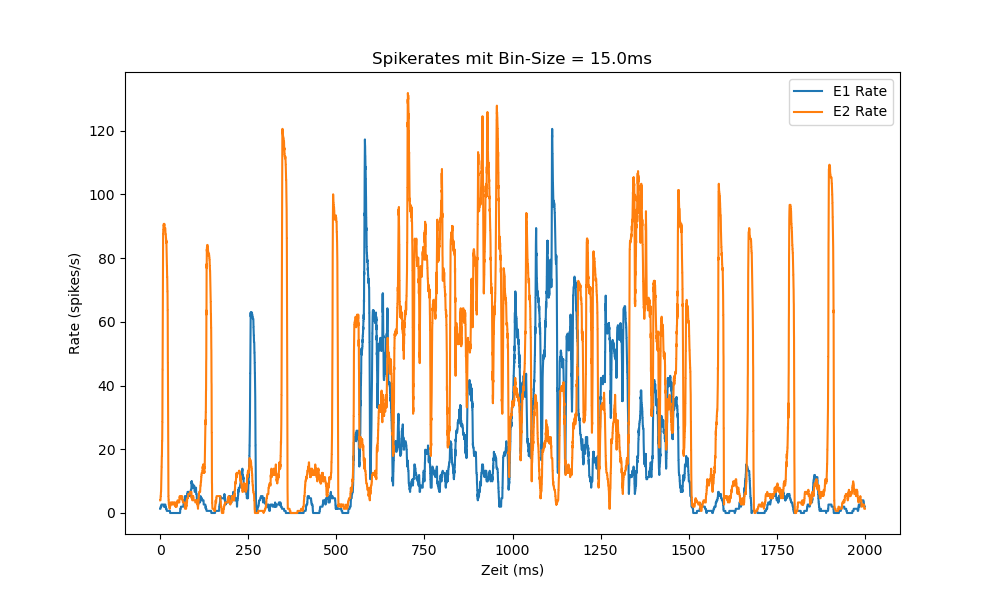 Spikerates mit Bin-Size = 15.0ms
E1 Rate
E2 Rate
120
100
80
60
40
20
0
Rate (spikes/s)
0 250 500 750 1000 1250 1500 1750 2000
Zeit (ms)